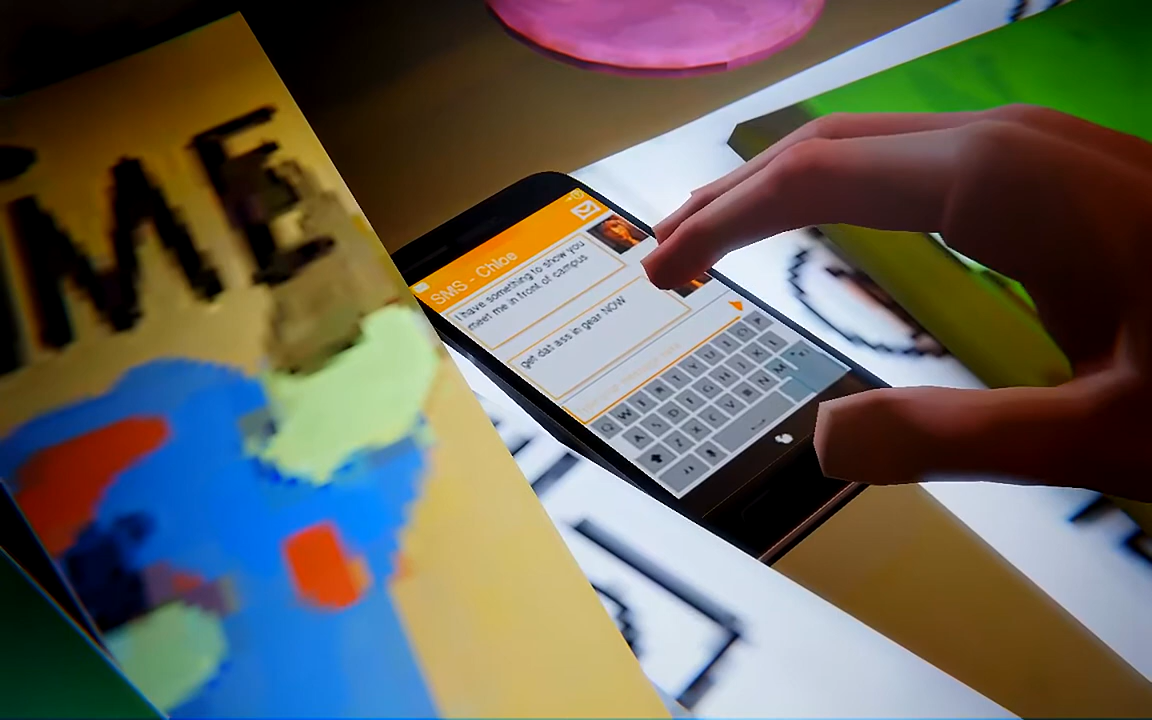 iME
SMS - Chloe
I have something to show you
meet me in front of campus
get dat ass in gear NOW
Q W E R T Y U I O P
A S D F G H J K L
Z X C V B N M